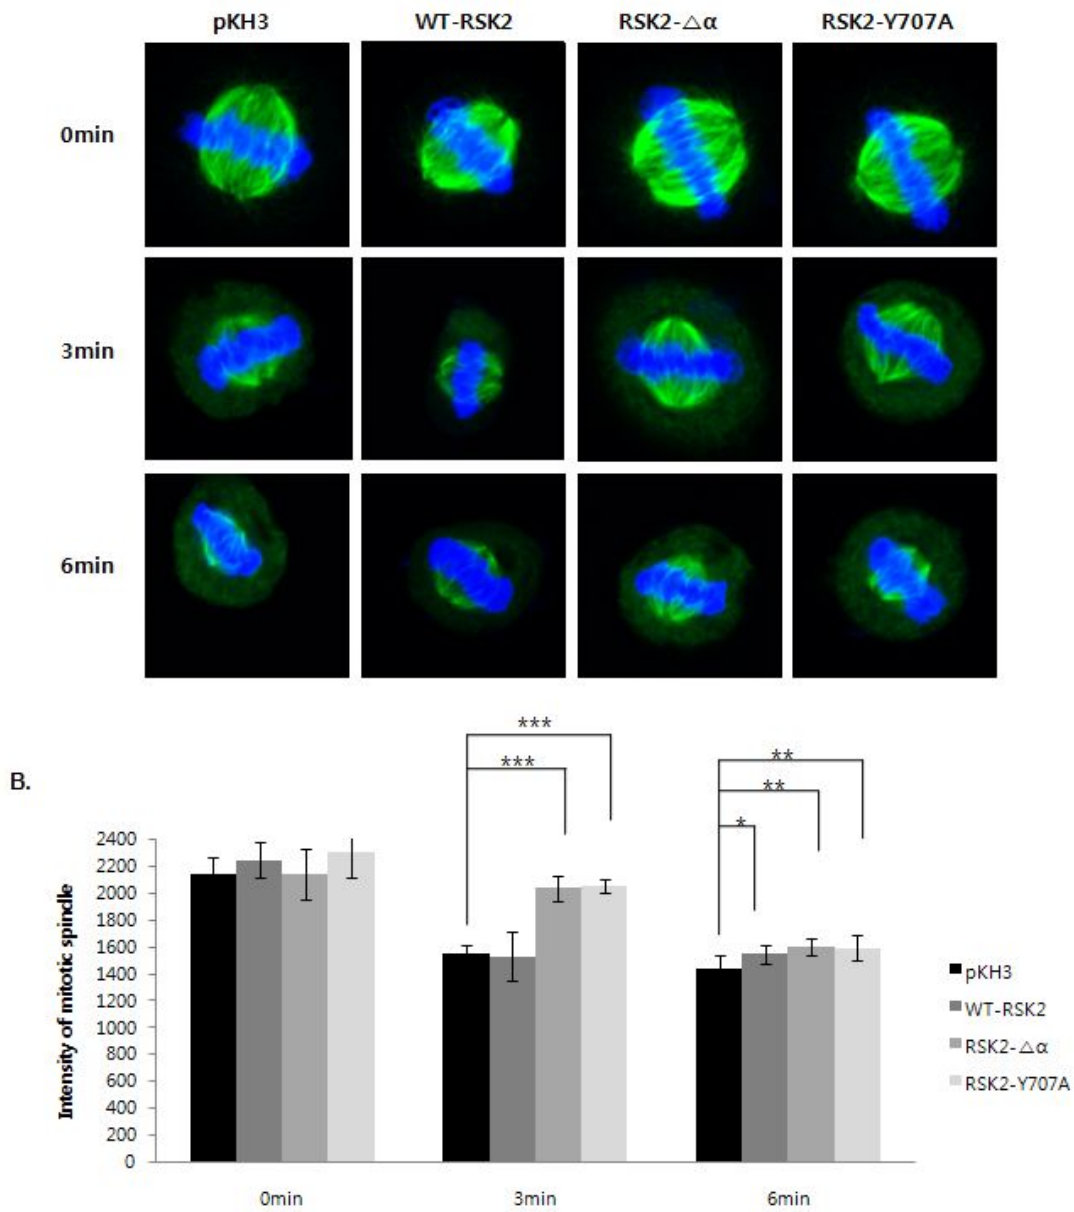 pKH3 WT-RSK2 RSK2-△α RSK2-Y707A
0min
3min
6min
B.
***
***
**
**
*
Intensity of mitotic spindle
2400
2200
2000
1800
1600
1400
1200
1000
800
600
400
200
0
0min 3min 6min
pKH3
WT-RSK2
RSK2-△α
RSK2-Y707A